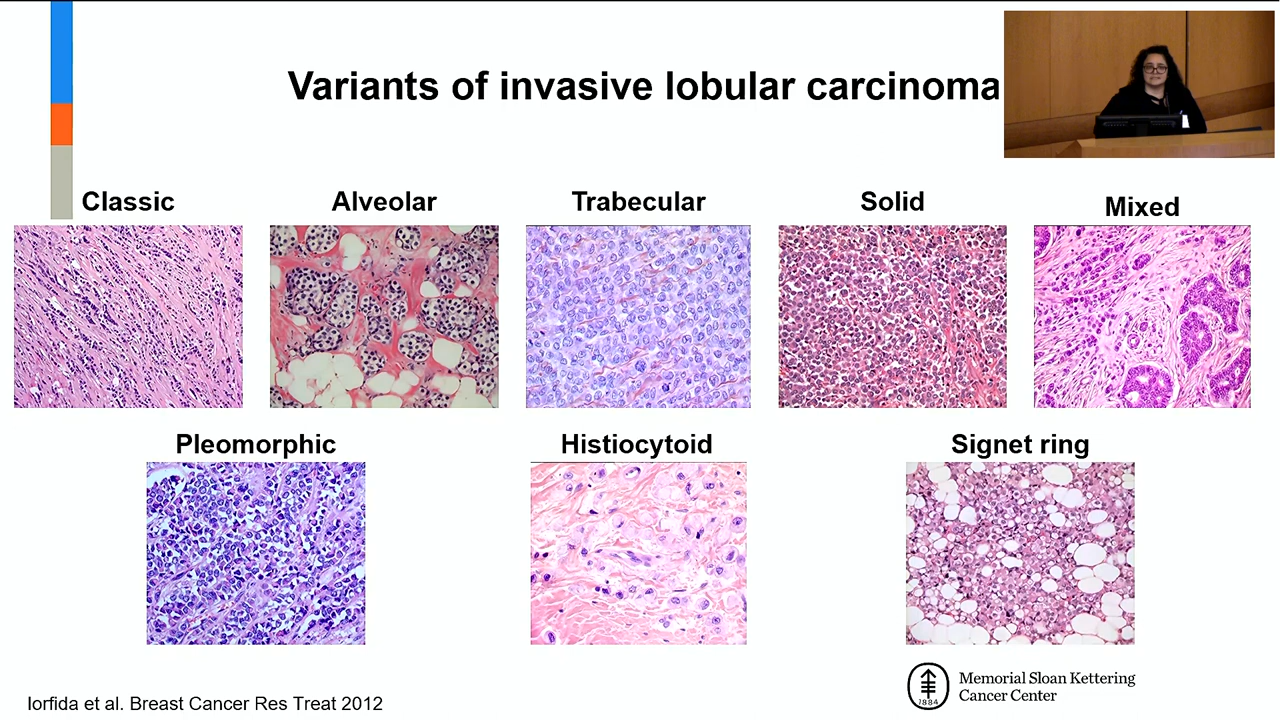 Variants of invasive lobular carcinoma
Classic
Alveolar
Trabecular
Solid
Mixed
Pleomorphic
Histiocytoid
Signet ring
Iorfida et al. Breast Cancer Res Treat 2012
1884
Memorial Sloan Kettering
Cancer Center